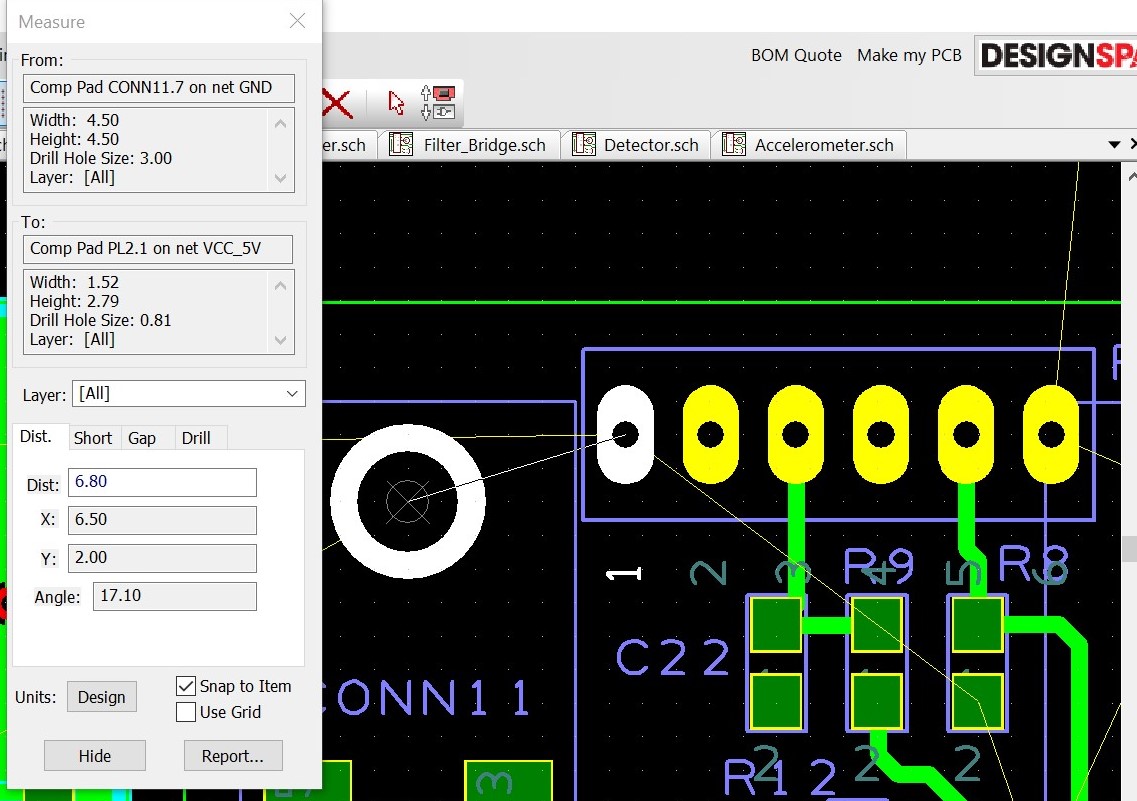 Measure
From:
Comp Pad CONN11.7 on net GND
Width: 4.50
Height: 4.50
Drill Hole Size: 3.00
Layer: [All]
To:
Comp Pad PL2.1 on net VCC_5V
Width: 1.52
Height: 2.79
Drill Hole Size: 0.81
Layer: [All]
Layer: [All]
Dist. Short Gap Drill
Dist: 6.80
X: 6.50
Y: 2.00
Angle: 17.10
Units: Design
Snap to Item
Use Grid
Hide Report...
BOM Quote Make my PCB DESIGNSPA
er.sch Filter_Bridge.sch Detector.sch Accelerometer.sch
1 2 3 4 5 6
R9 R8
C22
CONN11
R12
2 2 2
3